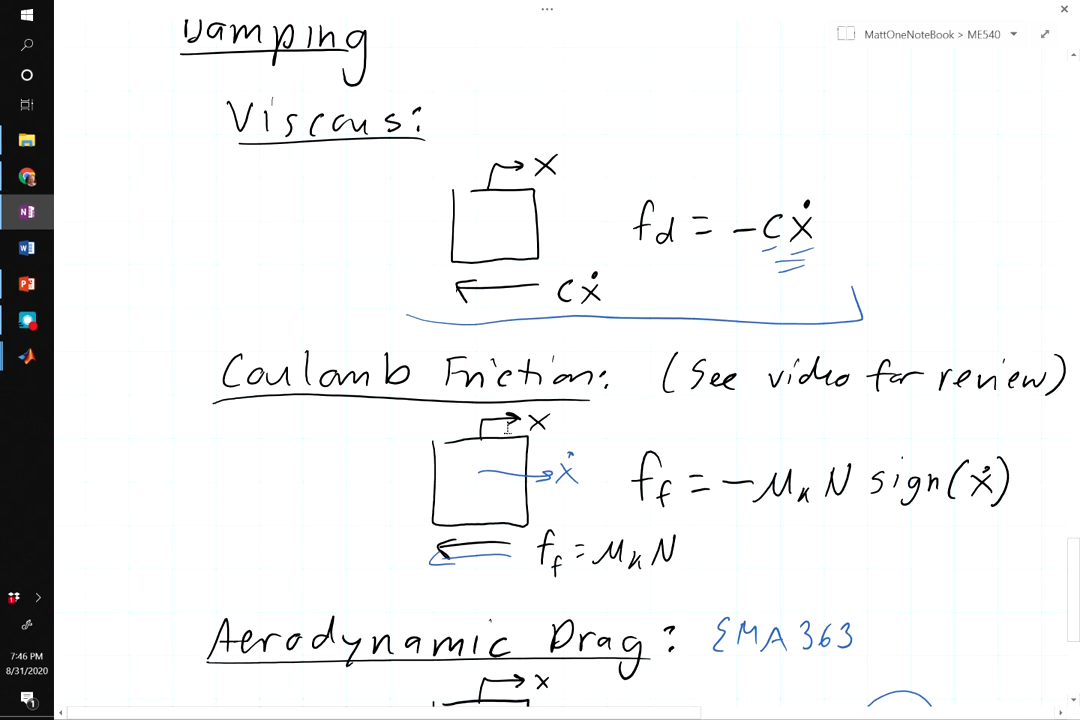 MattOneNoteBook > ME540
Damping
Viscous:
x
f_d = -cẋ
cẋ
Coulomb Friction: (See video for review)
x
ẋ
f_f = -μ_k N sign(ẋ)
f_f = μ_k N
Aerodynamic Drag: EMA 363
x
7:46 PM
8/31/2020